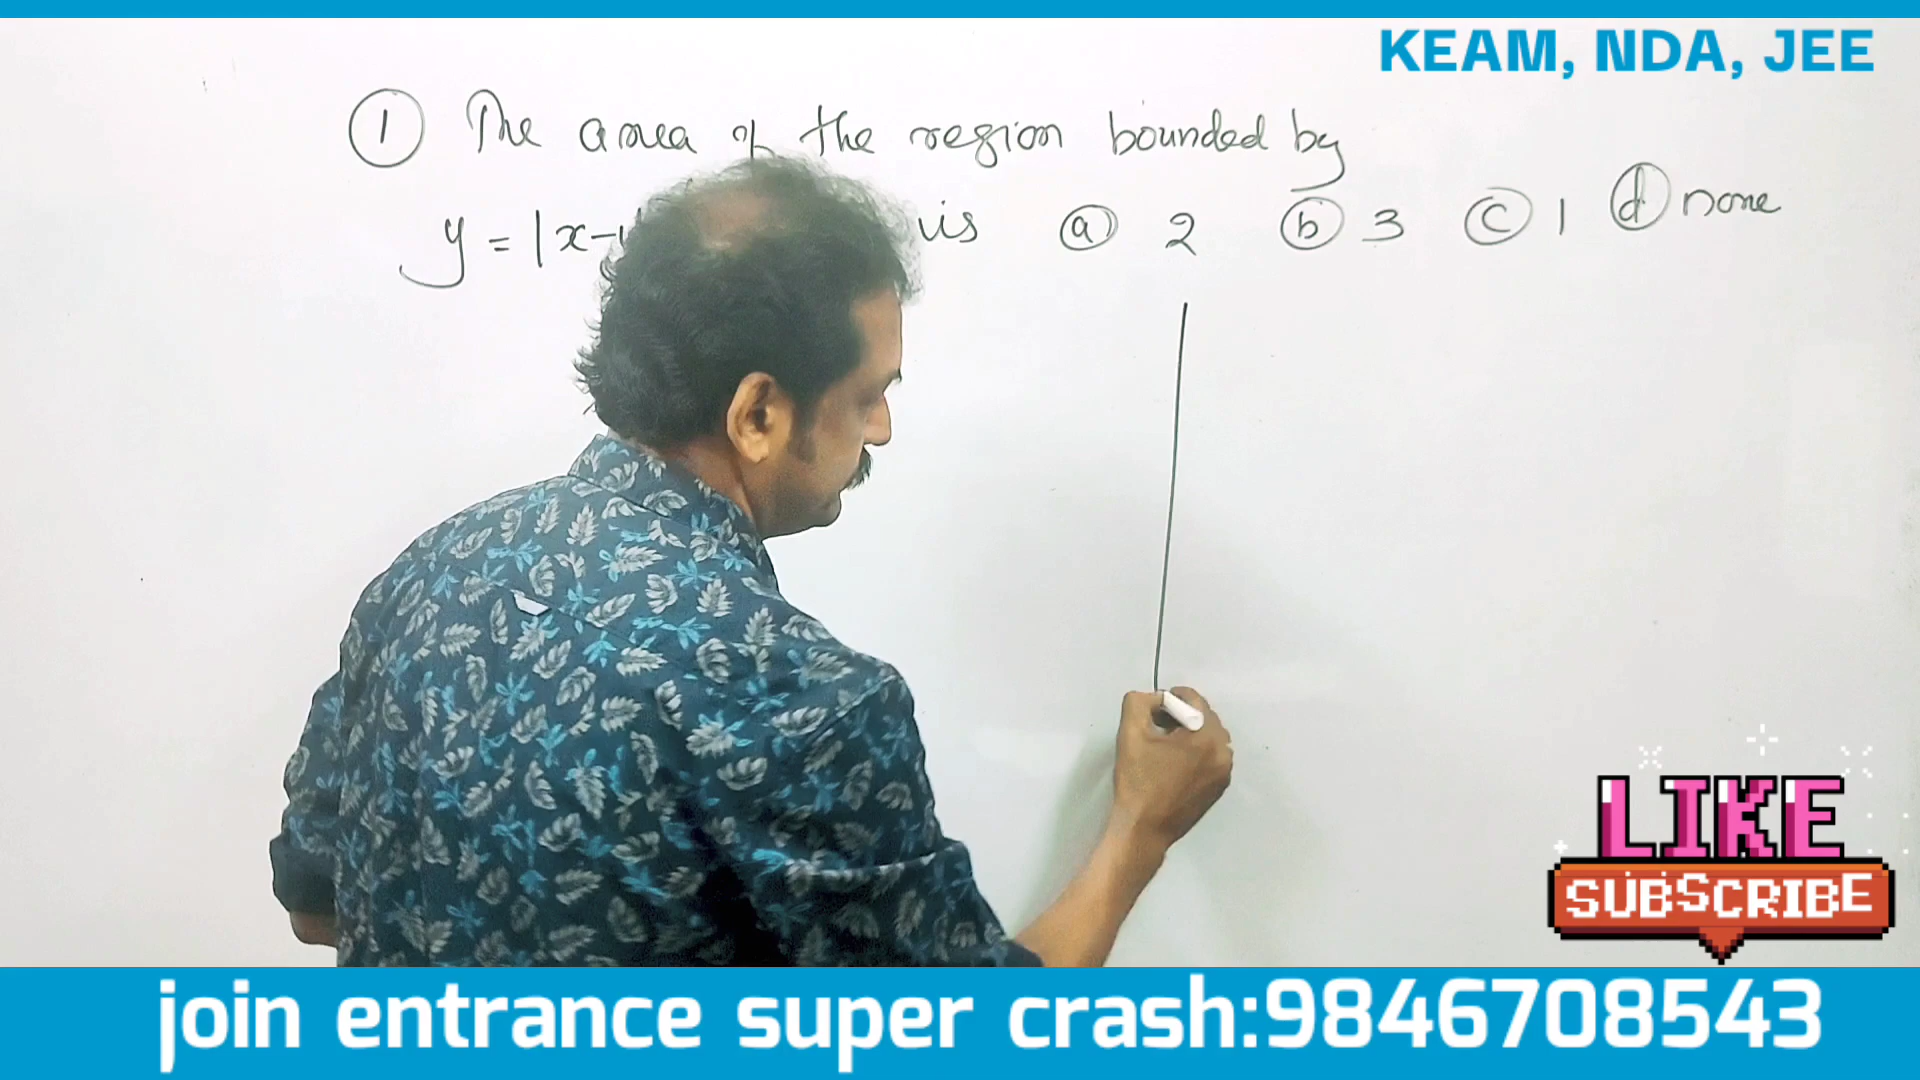 KEAM, NDA, JEE
1 The area of the region bounded by
y = |x- is a 2 b 3 c 1 d none
LIKE
SUBSCRIBE
join entrance super crash:9846708543